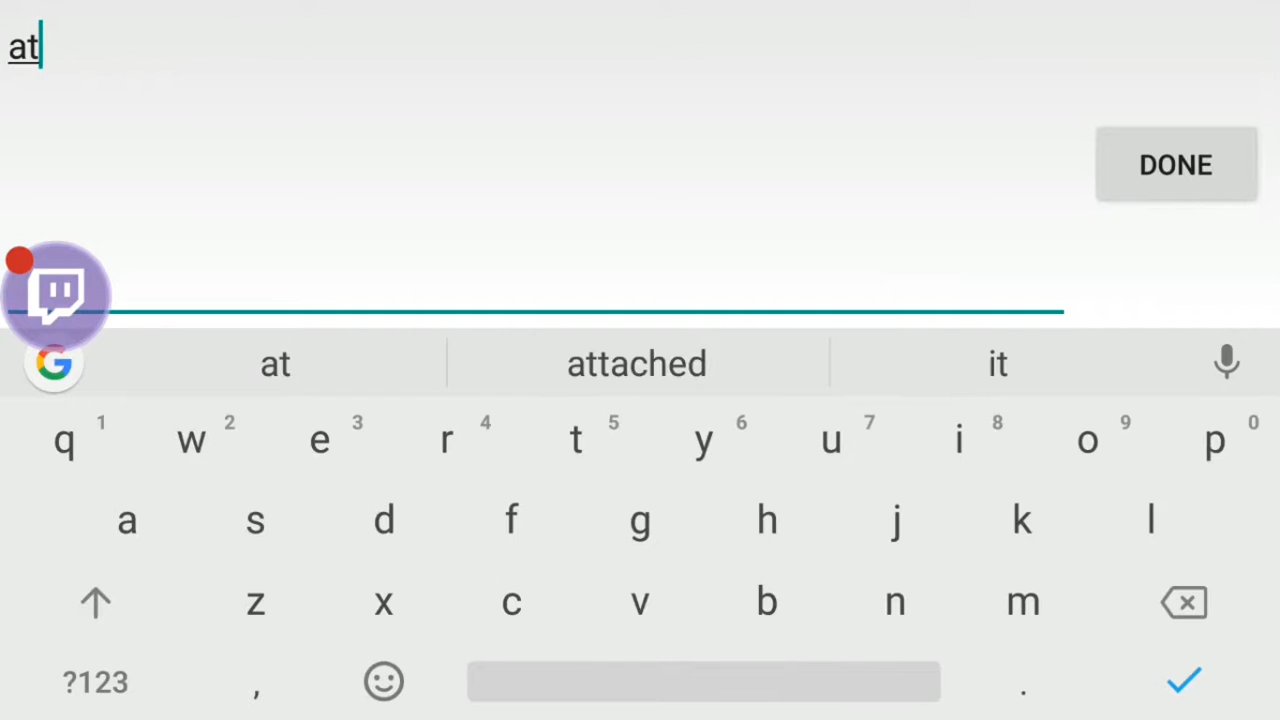 at
DONE
G at attached it
q 1 w 2 e 3 r 4 t 5 y 6 u 7 i 8 o 9 p 0
a s d f g h j k l
z x c v b n m
?123 , .